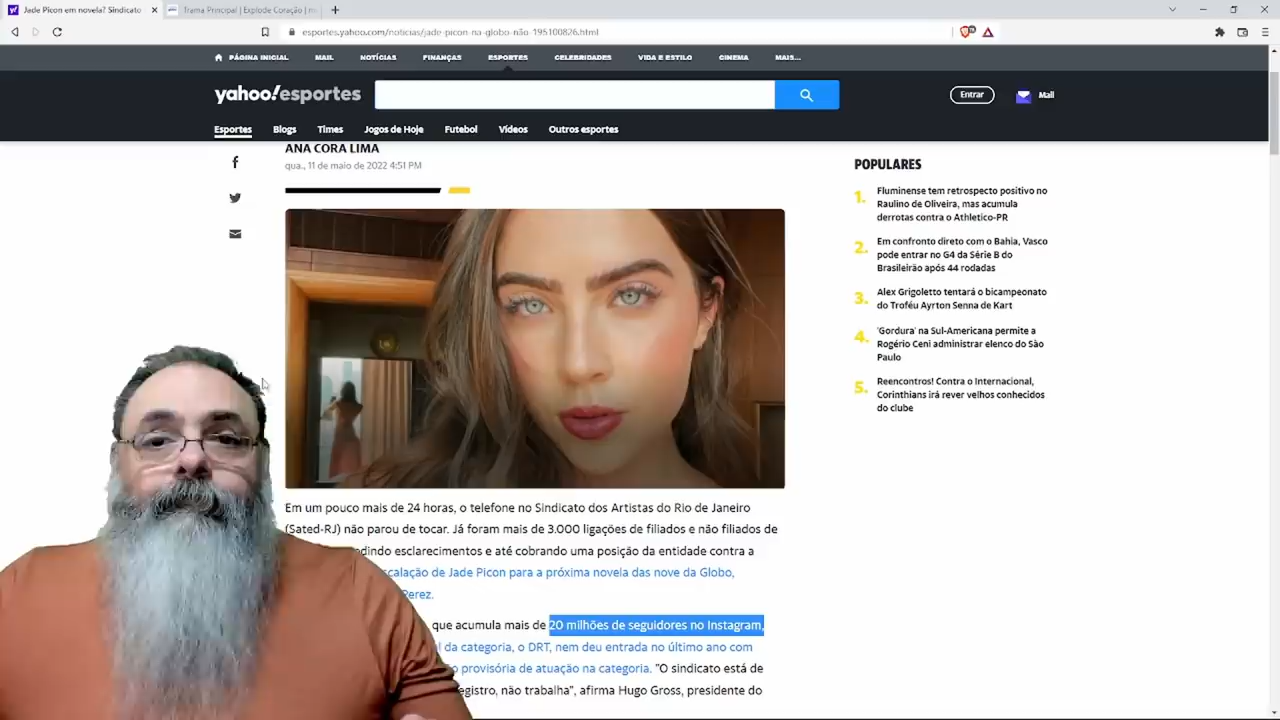 Jade Picon em novela? Sindicato
Trama Principal | Explode Coração |
esportes.yahoo.com/noticias/jade-picon-na-globo-não-195100826.html
PÁGINA INICIAL MAIL NOTÍCIAS FINANÇAS ESPORTES CELEBRIDADES VIDA E ESTILO CINEMA MAIS...
yahoo!esportes
Entrar
Mail
Esportes Blogs Times Jogos de Hoje Futebol Vídeos Outros esportes
ANA CORA LIMA
qua., 11 de maio de 2022 4:51 PM
Em um pouco mais de 24 horas, o telefone no Sindicato dos Artistas do Rio de Janeiro
(Sated-RJ) não parou de tocar. Já foram mais de 3.000 ligações de filiados e não filiados de
esclarecimentos e até cobrando uma posição da entidade contra a
de Jade Picon para a próxima novela das nove da Globo,
Perez.
que acumula mais de 20 milhões de seguidores no Instagram,
da categoria, o DRT, nem deu entrada no último ano com
provisória de atuação na categoria. "O sindicato está de
não trabalha", afirma Hugo Gross, presidente do
POPULARES
1. Fluminense tem retrospecto positivo no
Raulino de Oliveira, mas acumula
derrotas contra o Athletico-PR
2. Em confronto direto com o Bahia, Vasco
pode entrar no G4 da Série B do
Brasileirão após 44 rodadas
3. Alex Grigoletto tentará o bicampeonato
do Troféu Ayrton Senna de Kart
4. 'Gordura' na Sul-Americana permite a
Rogério Ceni administrar elenco do São
Paulo
5. Reencontros! Contra o Internacional,
Corinthians irá rever velhos conhecidos
do clube